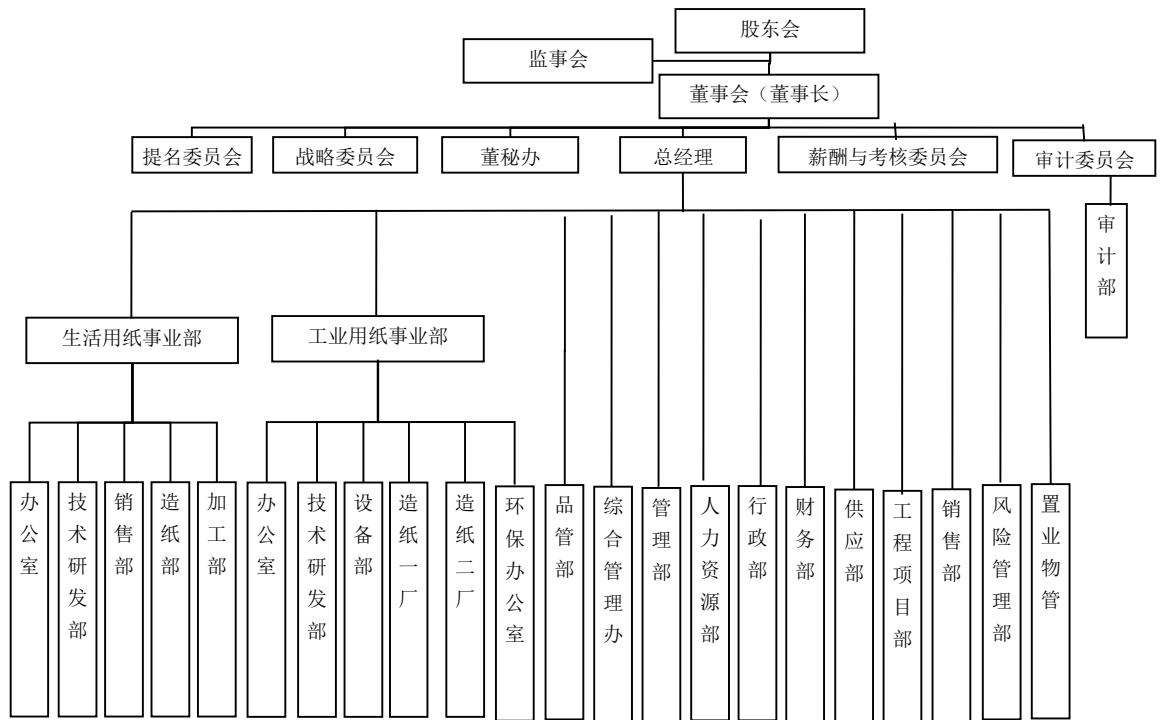 股东会
监事会
董事会（董事长）
提名委员会
战略委员会
董秘办
总经理
薪酬与考核委员会
审计委员会
审计部
生活用纸事业部
工业用纸事业部
办公室
技术研发部
销售部
造纸部
加工部
办公室
技术研发部
设备部
造纸一厂
造纸二厂
环保办公室
品管部
综合管理办
管理部
人力资源部
行政部
财务部
供应部
工程项目部
销售部
风险管理部
置业物管